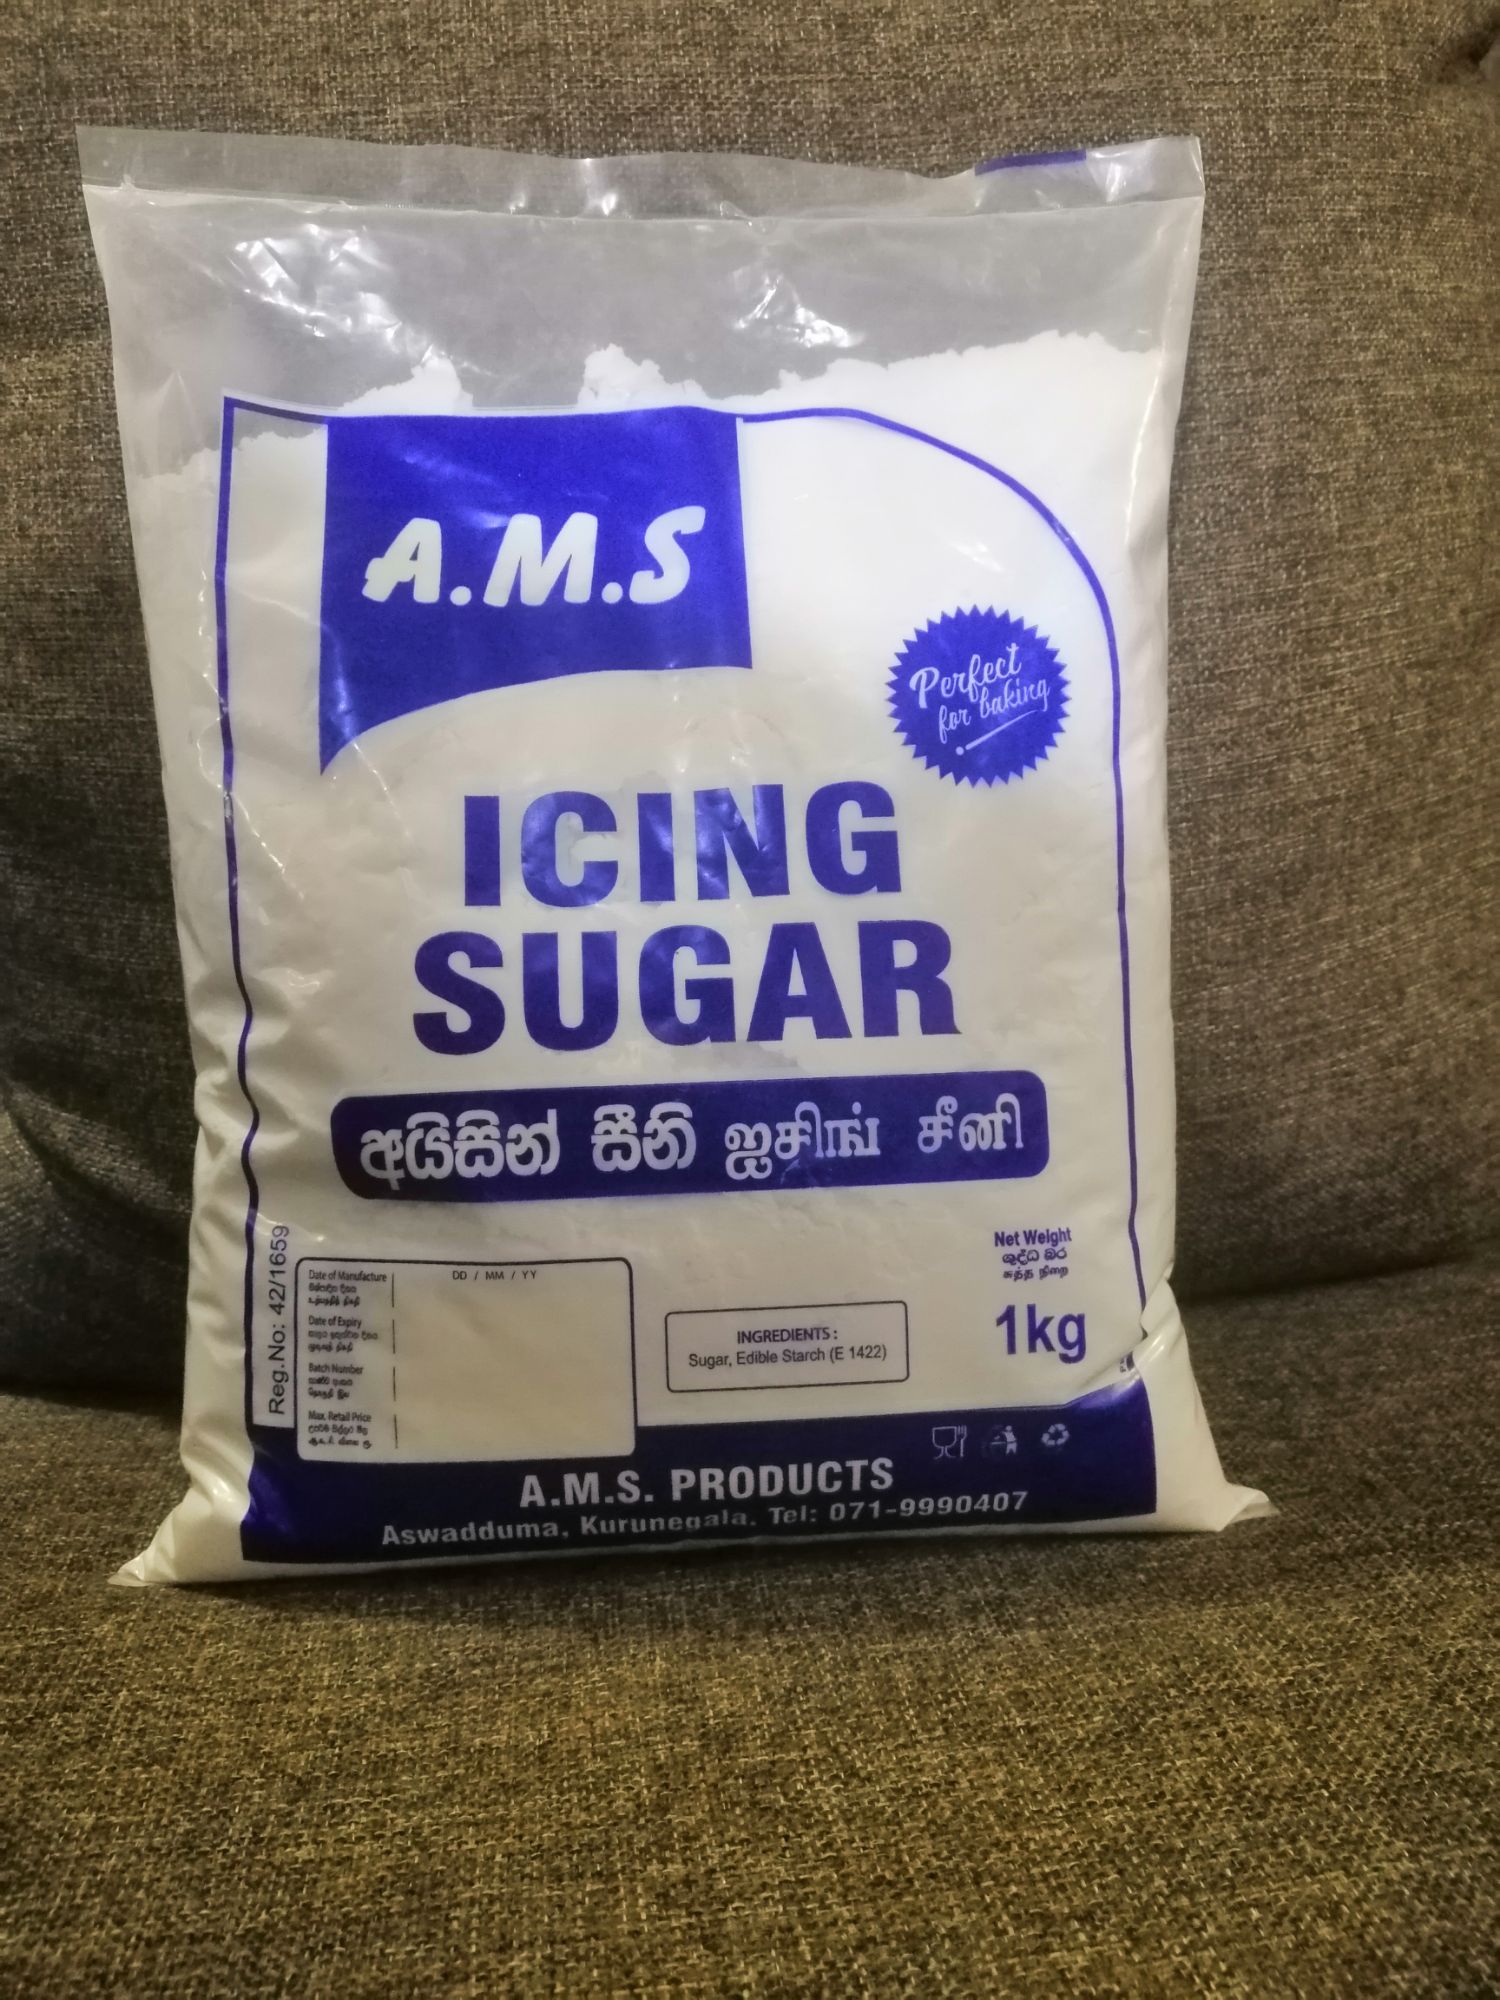 A.M.S
Perfect
for baking
ICING
SUGAR
අයිසින් සීනි ஐசிங் சீனி
Net Weight
ශුද්ධ බර
சுத்த நிறை
1kg
Reg.No: 42/1659
Date of Manufacture
DD / MM / YY
Date of Expiry
Batch Number
Max. Retail Price
INGREDIENTS :
Sugar, Edible Starch (E 1422)
A.M.S. PRODUCTS
Aswadduma, Kurunegala. Tel: 071-9990407